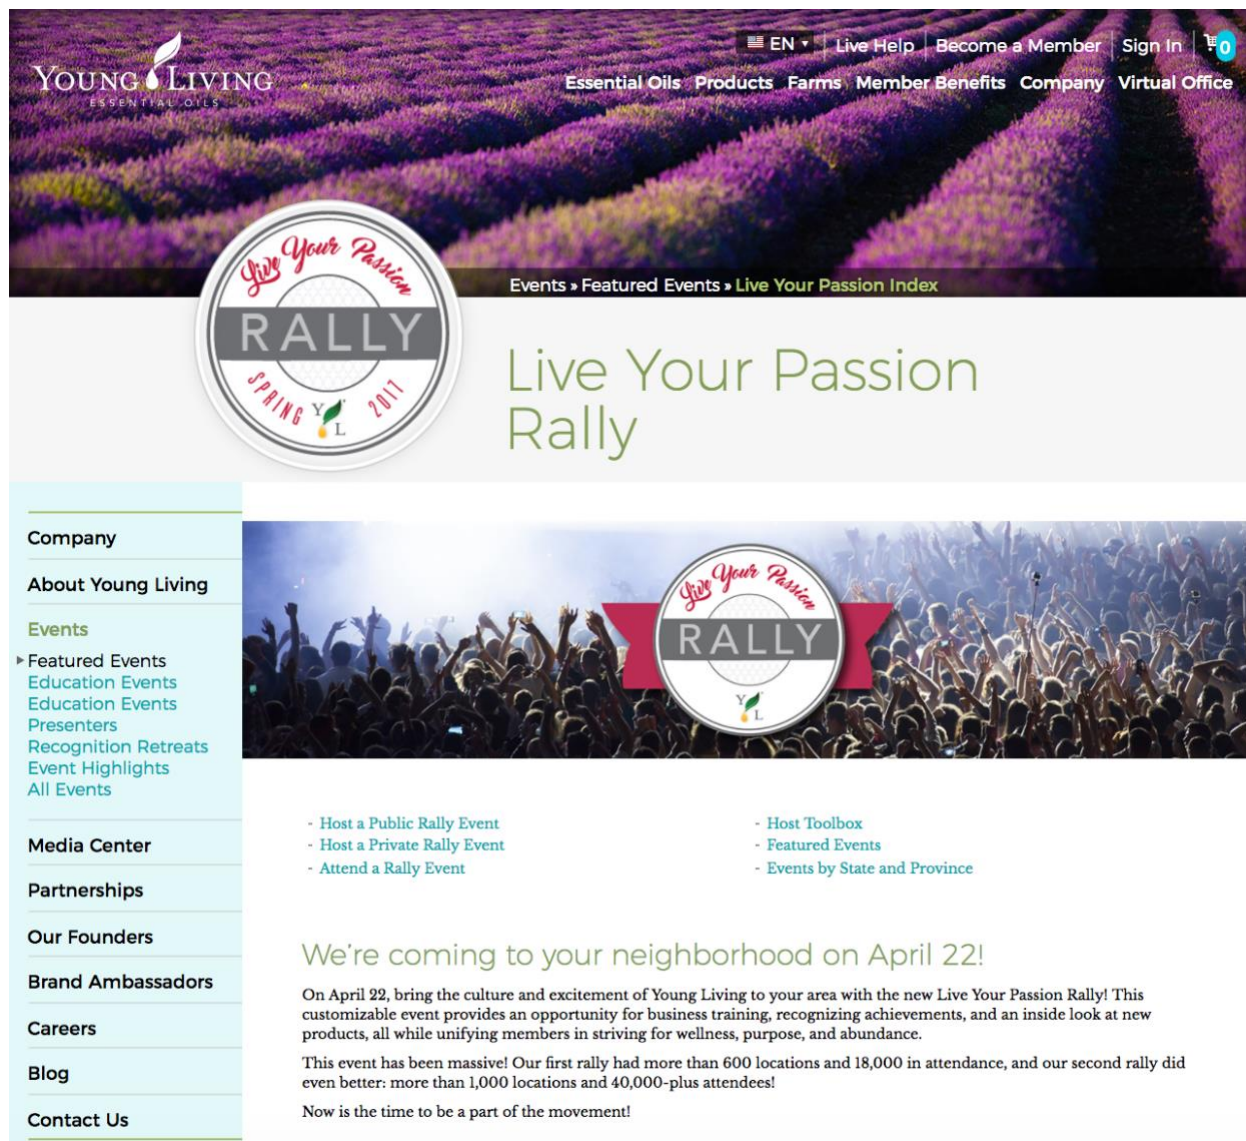 EN
Live Help
Become a Member
Sign In
0
YOUNG LIVING
ESSENTIAL OILS
Essential Oils Products Farms Member Benefits Company Virtual Office
Events » Featured Events » Live Your Passion Index
Live Your Passion
RALLY
SPRING 2017
Y L
Live Your Passion
Rally
Company
About Young Living
Events
Featured Events
Education Events
Education Events
Presenters
Recognition Retreats
Event Highlights
All Events
Media Center
Partnerships
Our Founders
Brand Ambassadors
Careers
Blog
Contact Us
Live Your Passion
RALLY
Y L
- Host a Public Rally Event
- Host a Private Rally Event
- Attend a Rally Event
- Host Toolbox
- Featured Events
- Events by State and Province
We're coming to your neighborhood on April 22!
On April 22, bring the culture and excitement of Young Living to your area with the new Live Your Passion Rally! This
customizable event provides an opportunity for business training, recognizing achievements, and an inside look at new
products, all while unifying members in striving for wellness, purpose, and abundance.
This event has been massive! Our first rally had more than 600 locations and 18,000 in attendance, and our second rally did
even better: more than 1,000 locations and 40,000-plus attendees!
Now is the time to be a part of the movement!